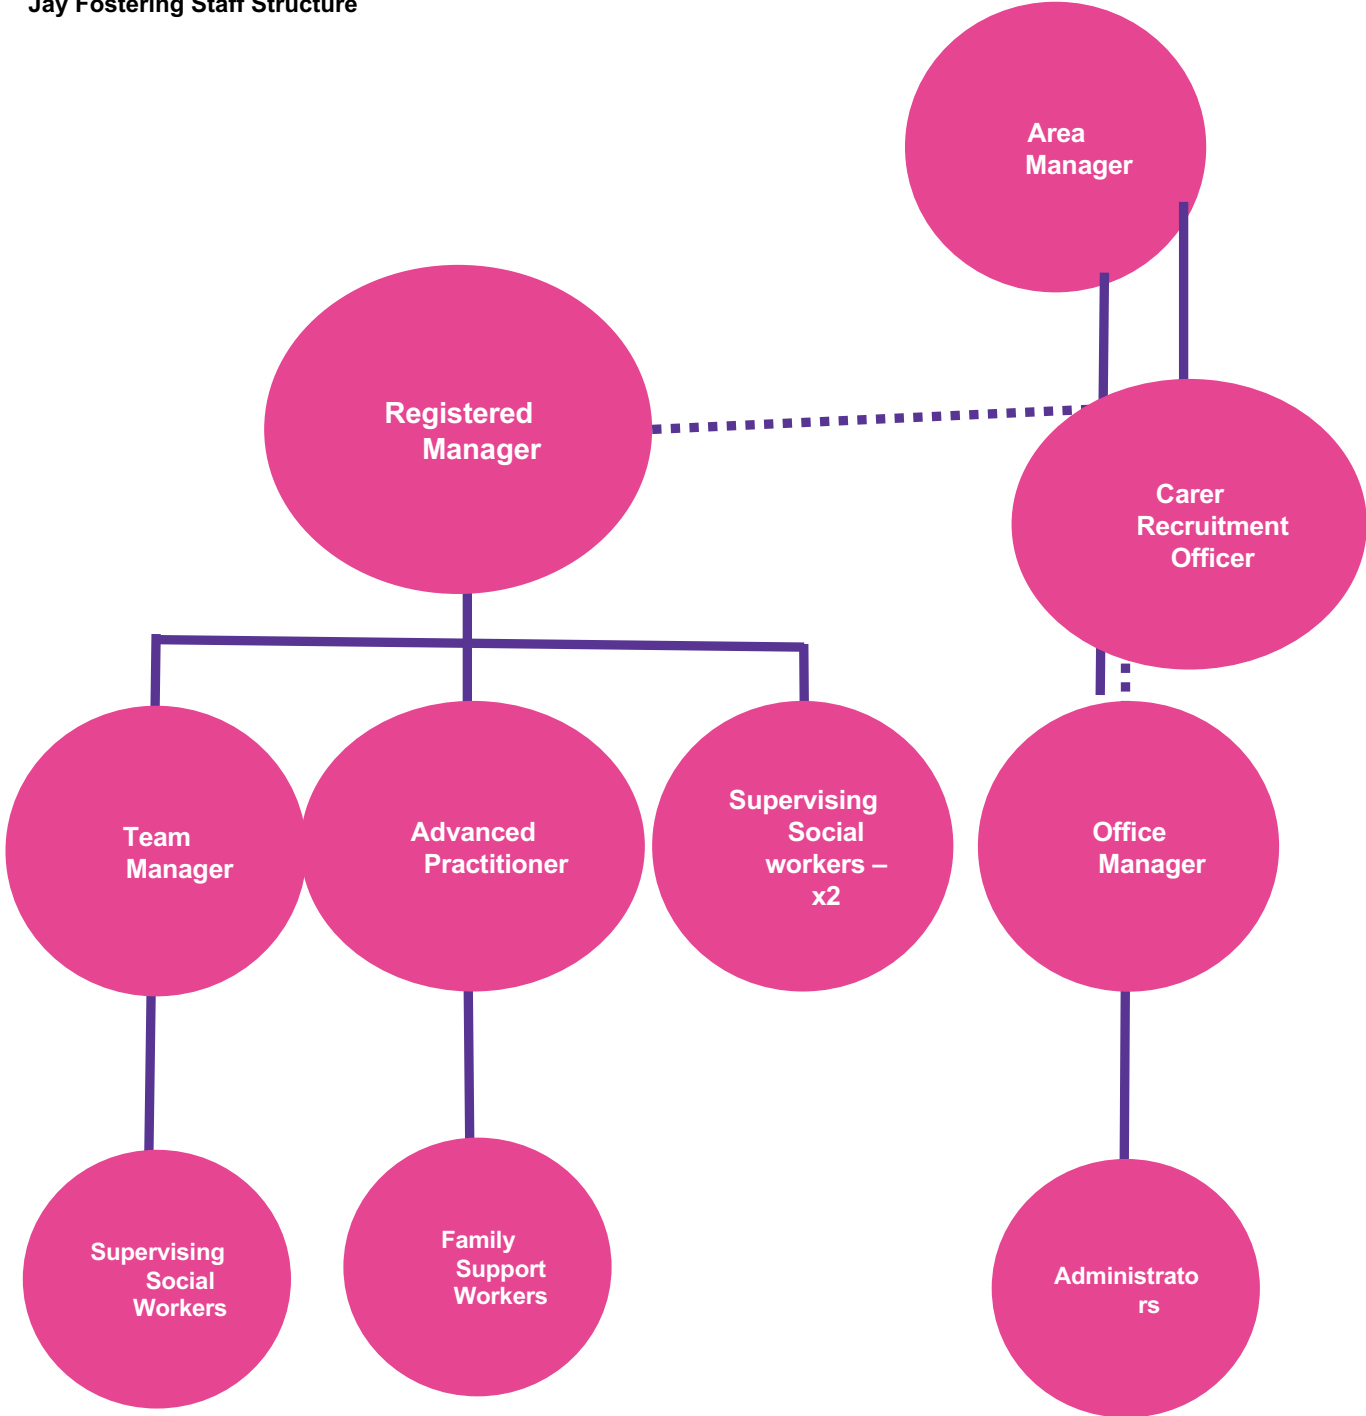 Jay Fostering Staff Structure
Area
Manager
Registered
Manager
Carer
Recruitment
Officer
Team
Manager
Advanced
Practitioner
Supervising
Social
workers –
x2
Office
Manager
Supervising
Social
Workers
Family
Support
Workers
Administrato
rs